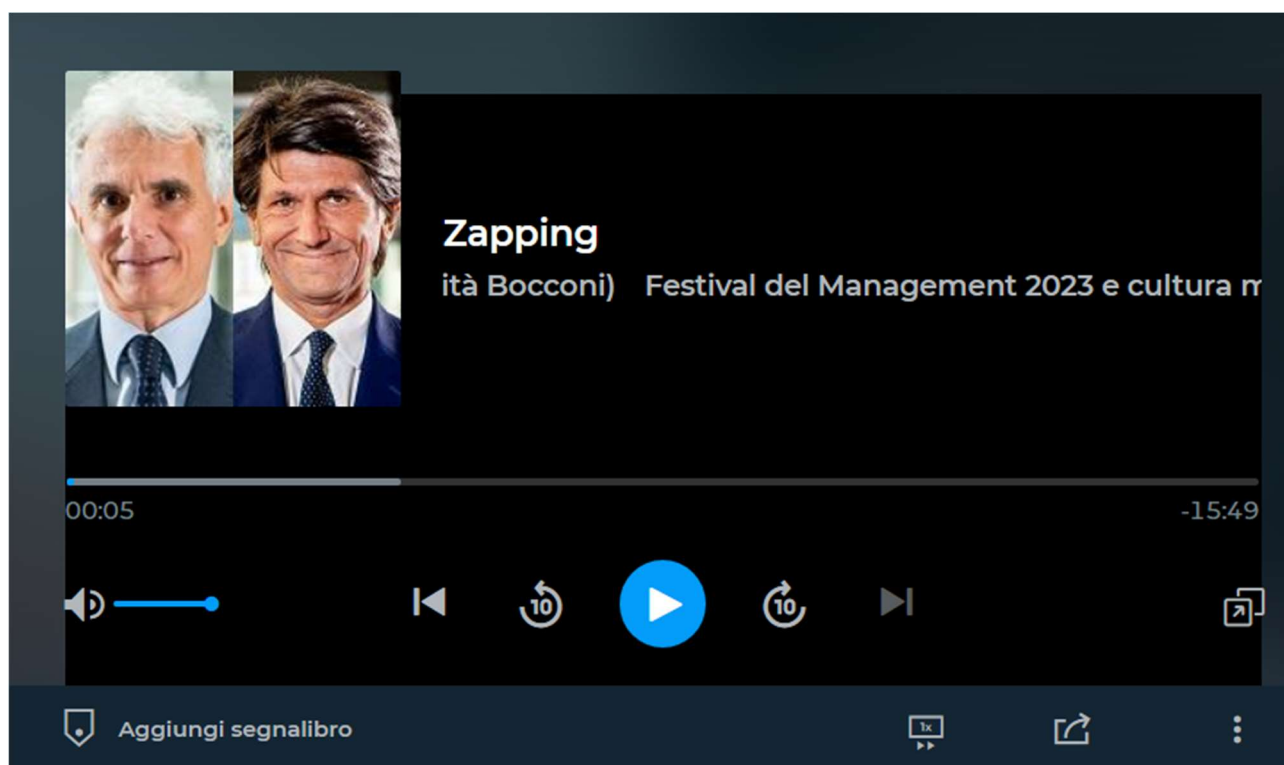 Zapping
ità Bocconi) Festival del Management 2023 e cultura m
00:05
-15:49
10
10
Aggiungi segnalibro
1x